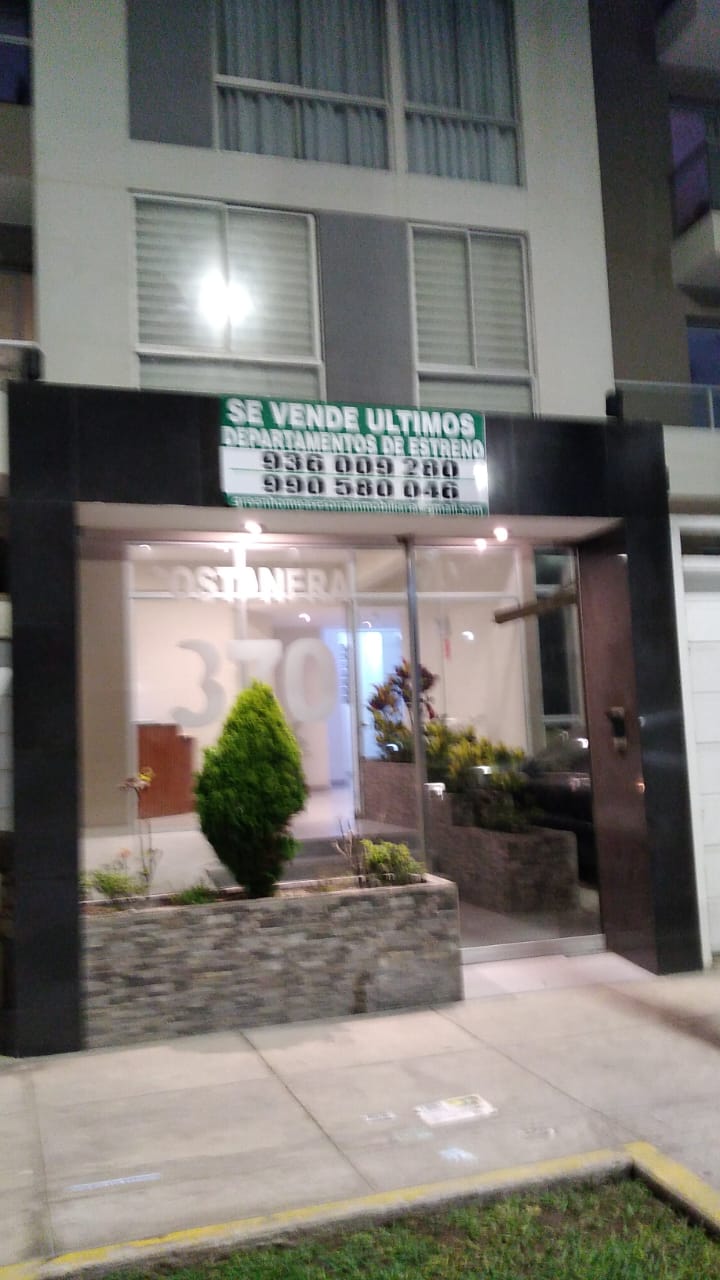 SE VENDE ULTIMOS
DEPARTAMENTOS DE ESTRENO
936 009 280
990 580 046
COSTANERA
370